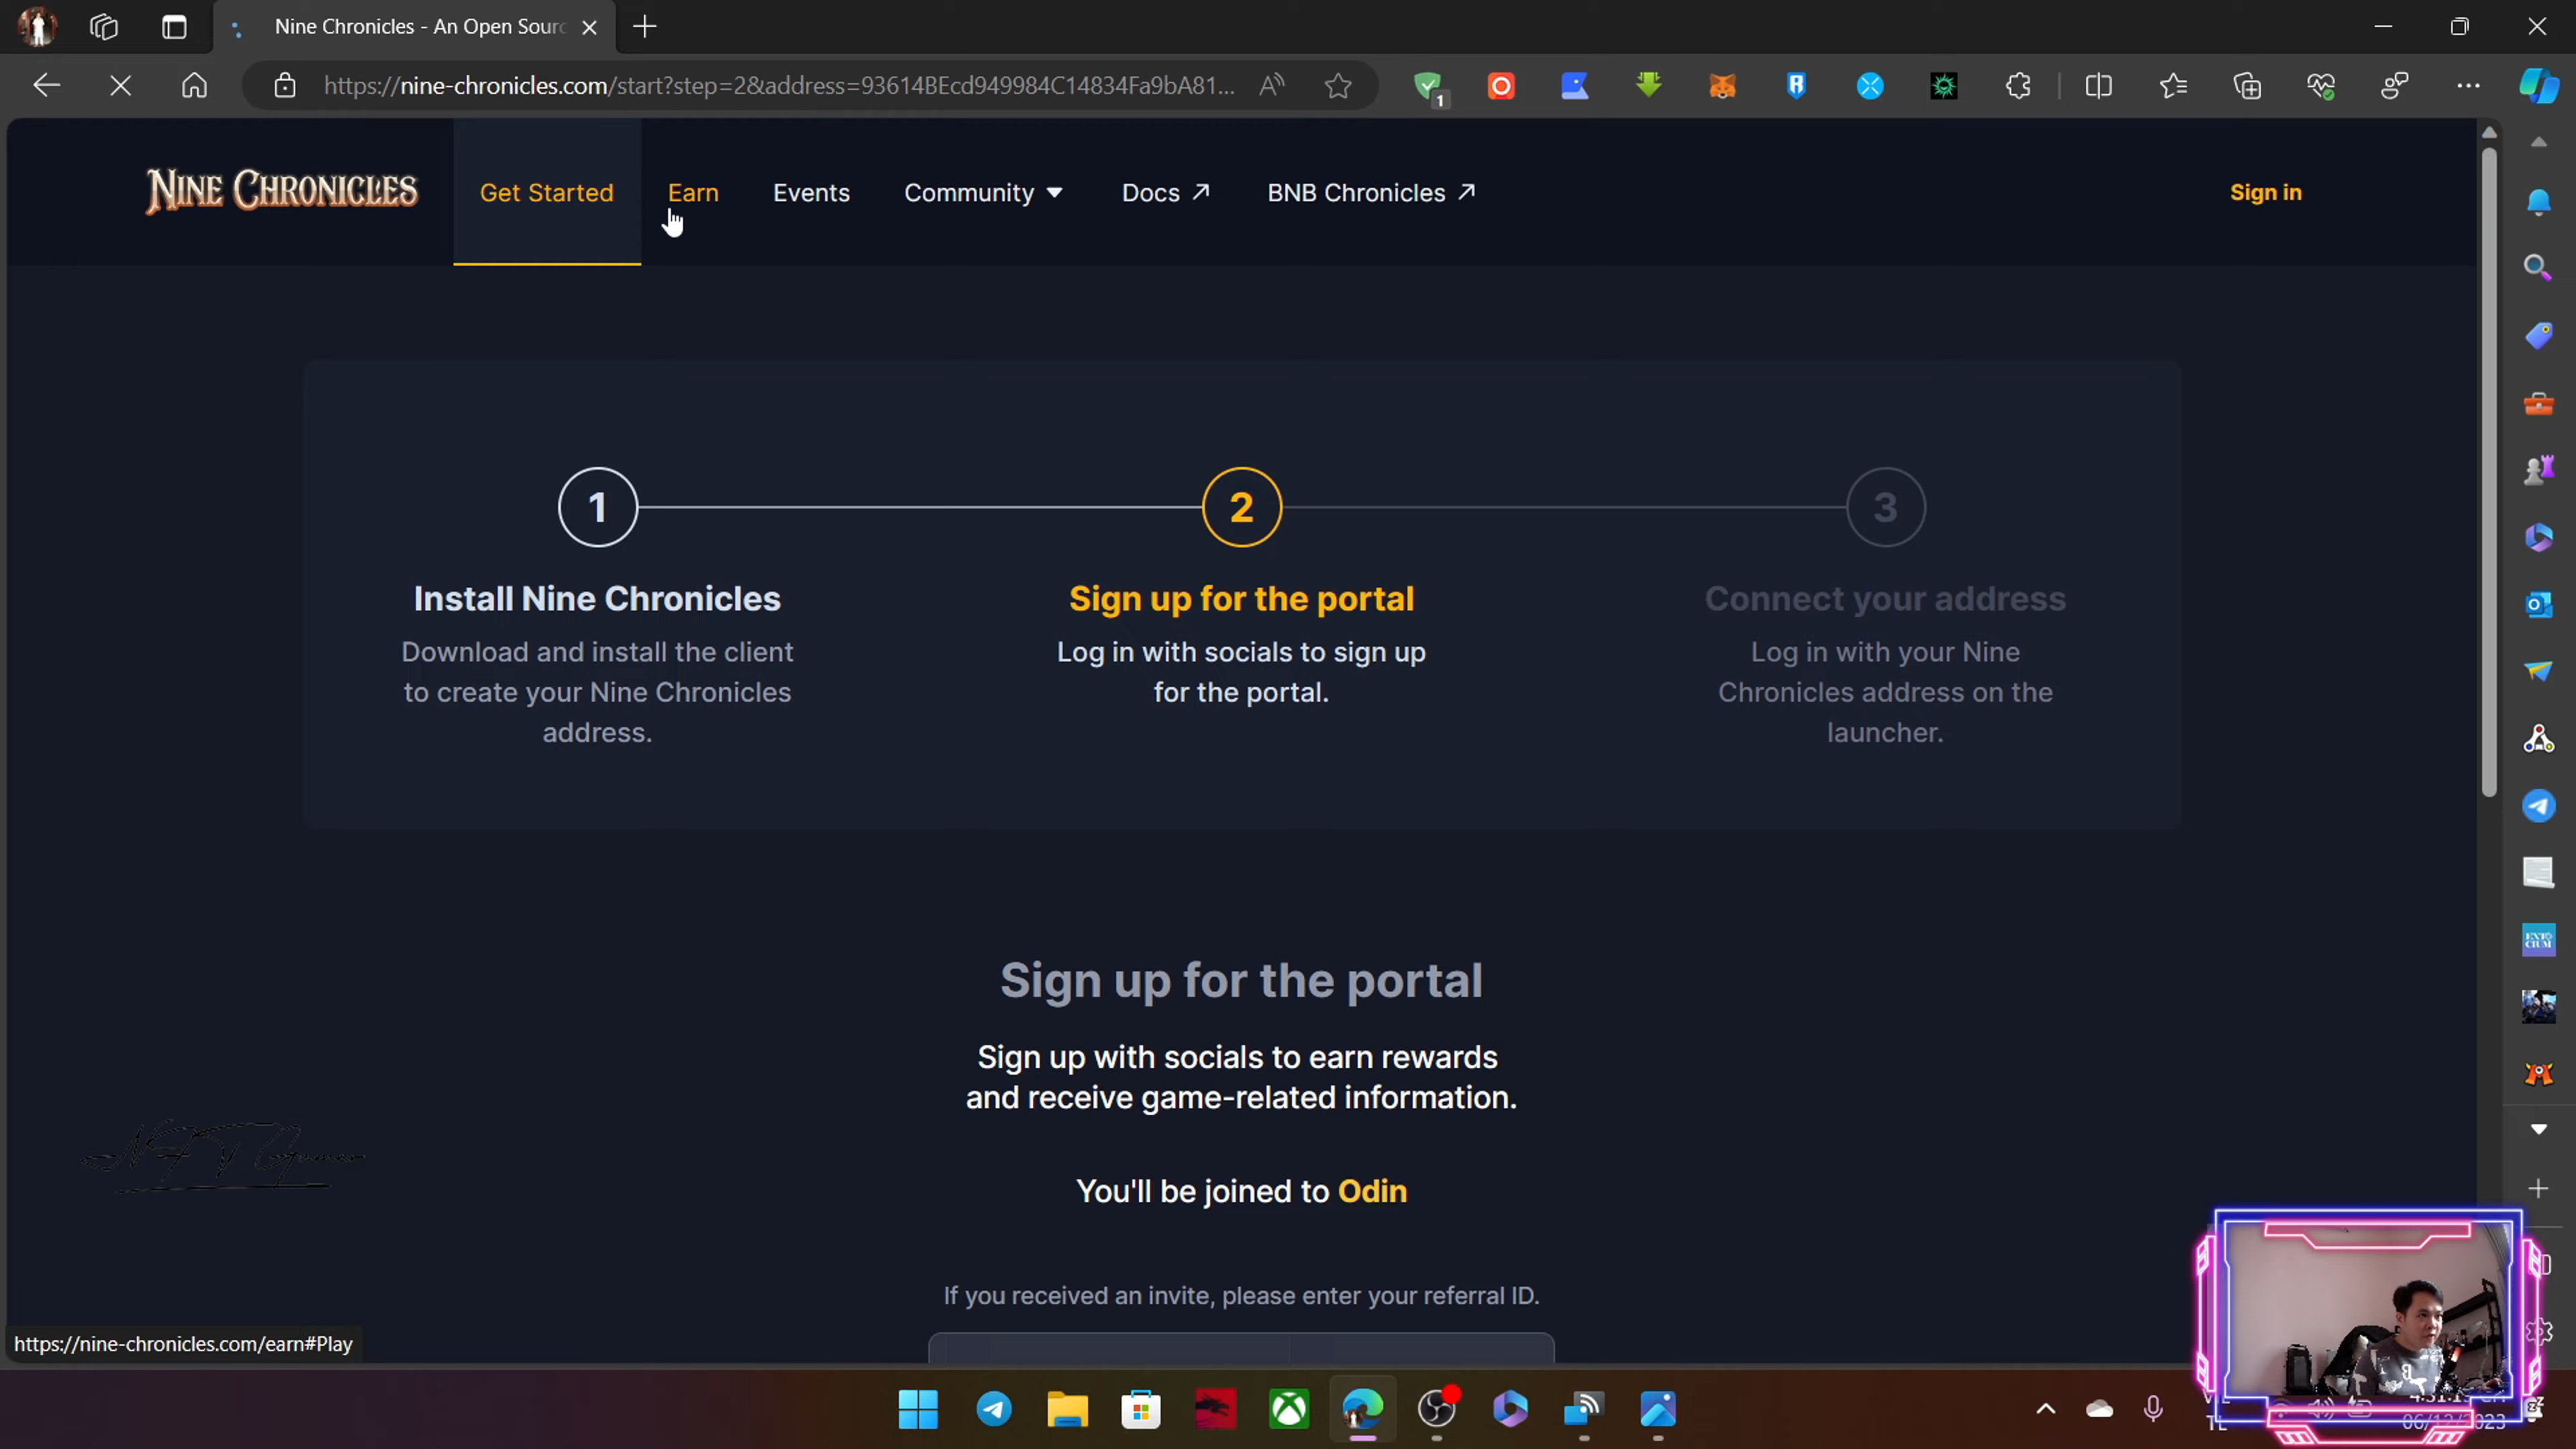 Nine Chronicles - An Open Sourc
https://nine-chronicles.com/start?step=2&address=93614BEcd949984C14834Fa9bA81...
1
NINE CHRONICLES
Get Started
Earn
Events
Community
Docs
BNB Chronicles
Sign in
1
2
3
Install Nine Chronicles
Download and install the client
to create your Nine Chronicles
address.
Sign up for the portal
Log in with socials to sign up
for the portal.
Connect your address
Log in with your Nine
Chronicles address on the
launcher.
Sign up for the portal
Sign up with socials to earn rewards
and receive game-related information.
You'll be joined to Odin
If you received an invite, please enter your referral ID.
https://nine-chronicles.com/earn#Play
06/12/2023